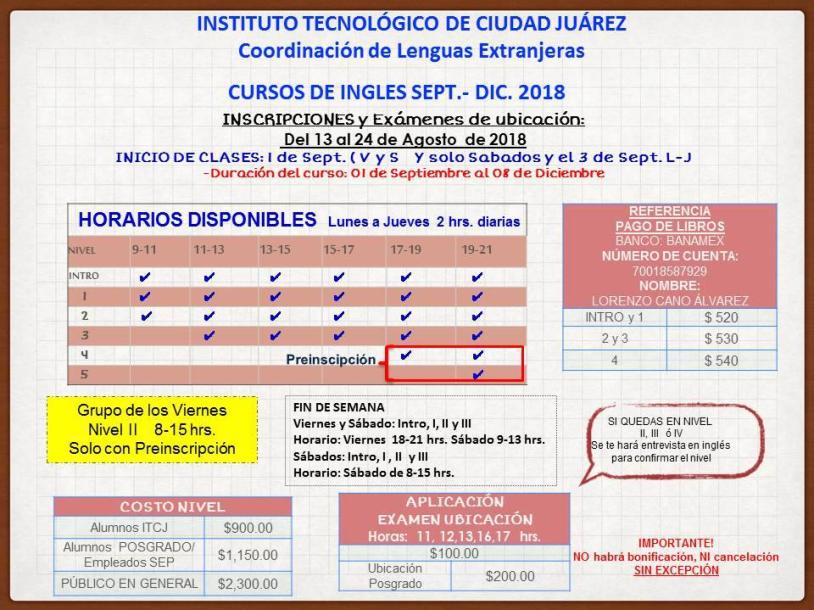 INSTITUTO TECNOLÓGICO DE CIUDAD JUÁREZ
Coordinación de Lenguas Extranjeras
CURSOS DE INGLES SEPT.- DIC. 2018
INSCRIPCIONES y Exámenes de ubicación:
Del 13 al 24 de Agosto de 2018
INICIO DE CLASES: 1 de Sept. ( V y S Y solo Sabados y el 3 de Sept. L-J
-Duración del curso: 01 de Septiembre al 08 de Diciembre
HORARIOS DISPONIBLES Lunes a Jueves 2 hrs. diarias
NIVEL 9-11 11-13 13-15 15-17 17-19 19-21
INTRO ✔ ✔ ✔ ✔ ✔ ✔
1 ✔ ✔ ✔ ✔ ✔ ✔
2 ✔ ✔ ✔ ✔ ✔ ✔
3 ✔ ✔ ✔ ✔ ✔
4 Preinscipción ✔ ✔
5 ✔
REFERENCIA
PAGO DE LIBROS
BANCO: BANAMEX
NÚMERO DE CUENTA:
70018587929
NOMBRE:
LORENZO CANO ÁLVAREZ
INTRO y 1 $ 520
2 y 3 $ 530
4 $ 540
Grupo de los Viernes
Nivel II 8-15 hrs.
Solo con Preinscripción
FIN DE SEMANA
Viernes y Sábado: Intro, I, II y III
Horario: Viernes 18-21 hrs. Sábado 9-13 hrs.
Sábados: Intro, I , II y III
Horario: Sábado de 8-15 hrs.
SI QUEDAS EN NIVEL
II, III ó IV
Se te hará entrevista en inglés
para confirmar el nivel
COSTO NIVEL
Alumnos ITCJ $900.00
Alumnos POSGRADO/
Empleados SEP $1,150.00
PÚBLICO EN GENERAL $2,300.00
APLICACIÓN
EXAMEN UBICACIÓN
Horas: 11, 12,13,16,17 hrs.
$100.00
Ubicación
Posgrado $200.00
IMPORTANTE!
NO habrá bonificación, NI cancelación
SIN EXCEPCIÓN